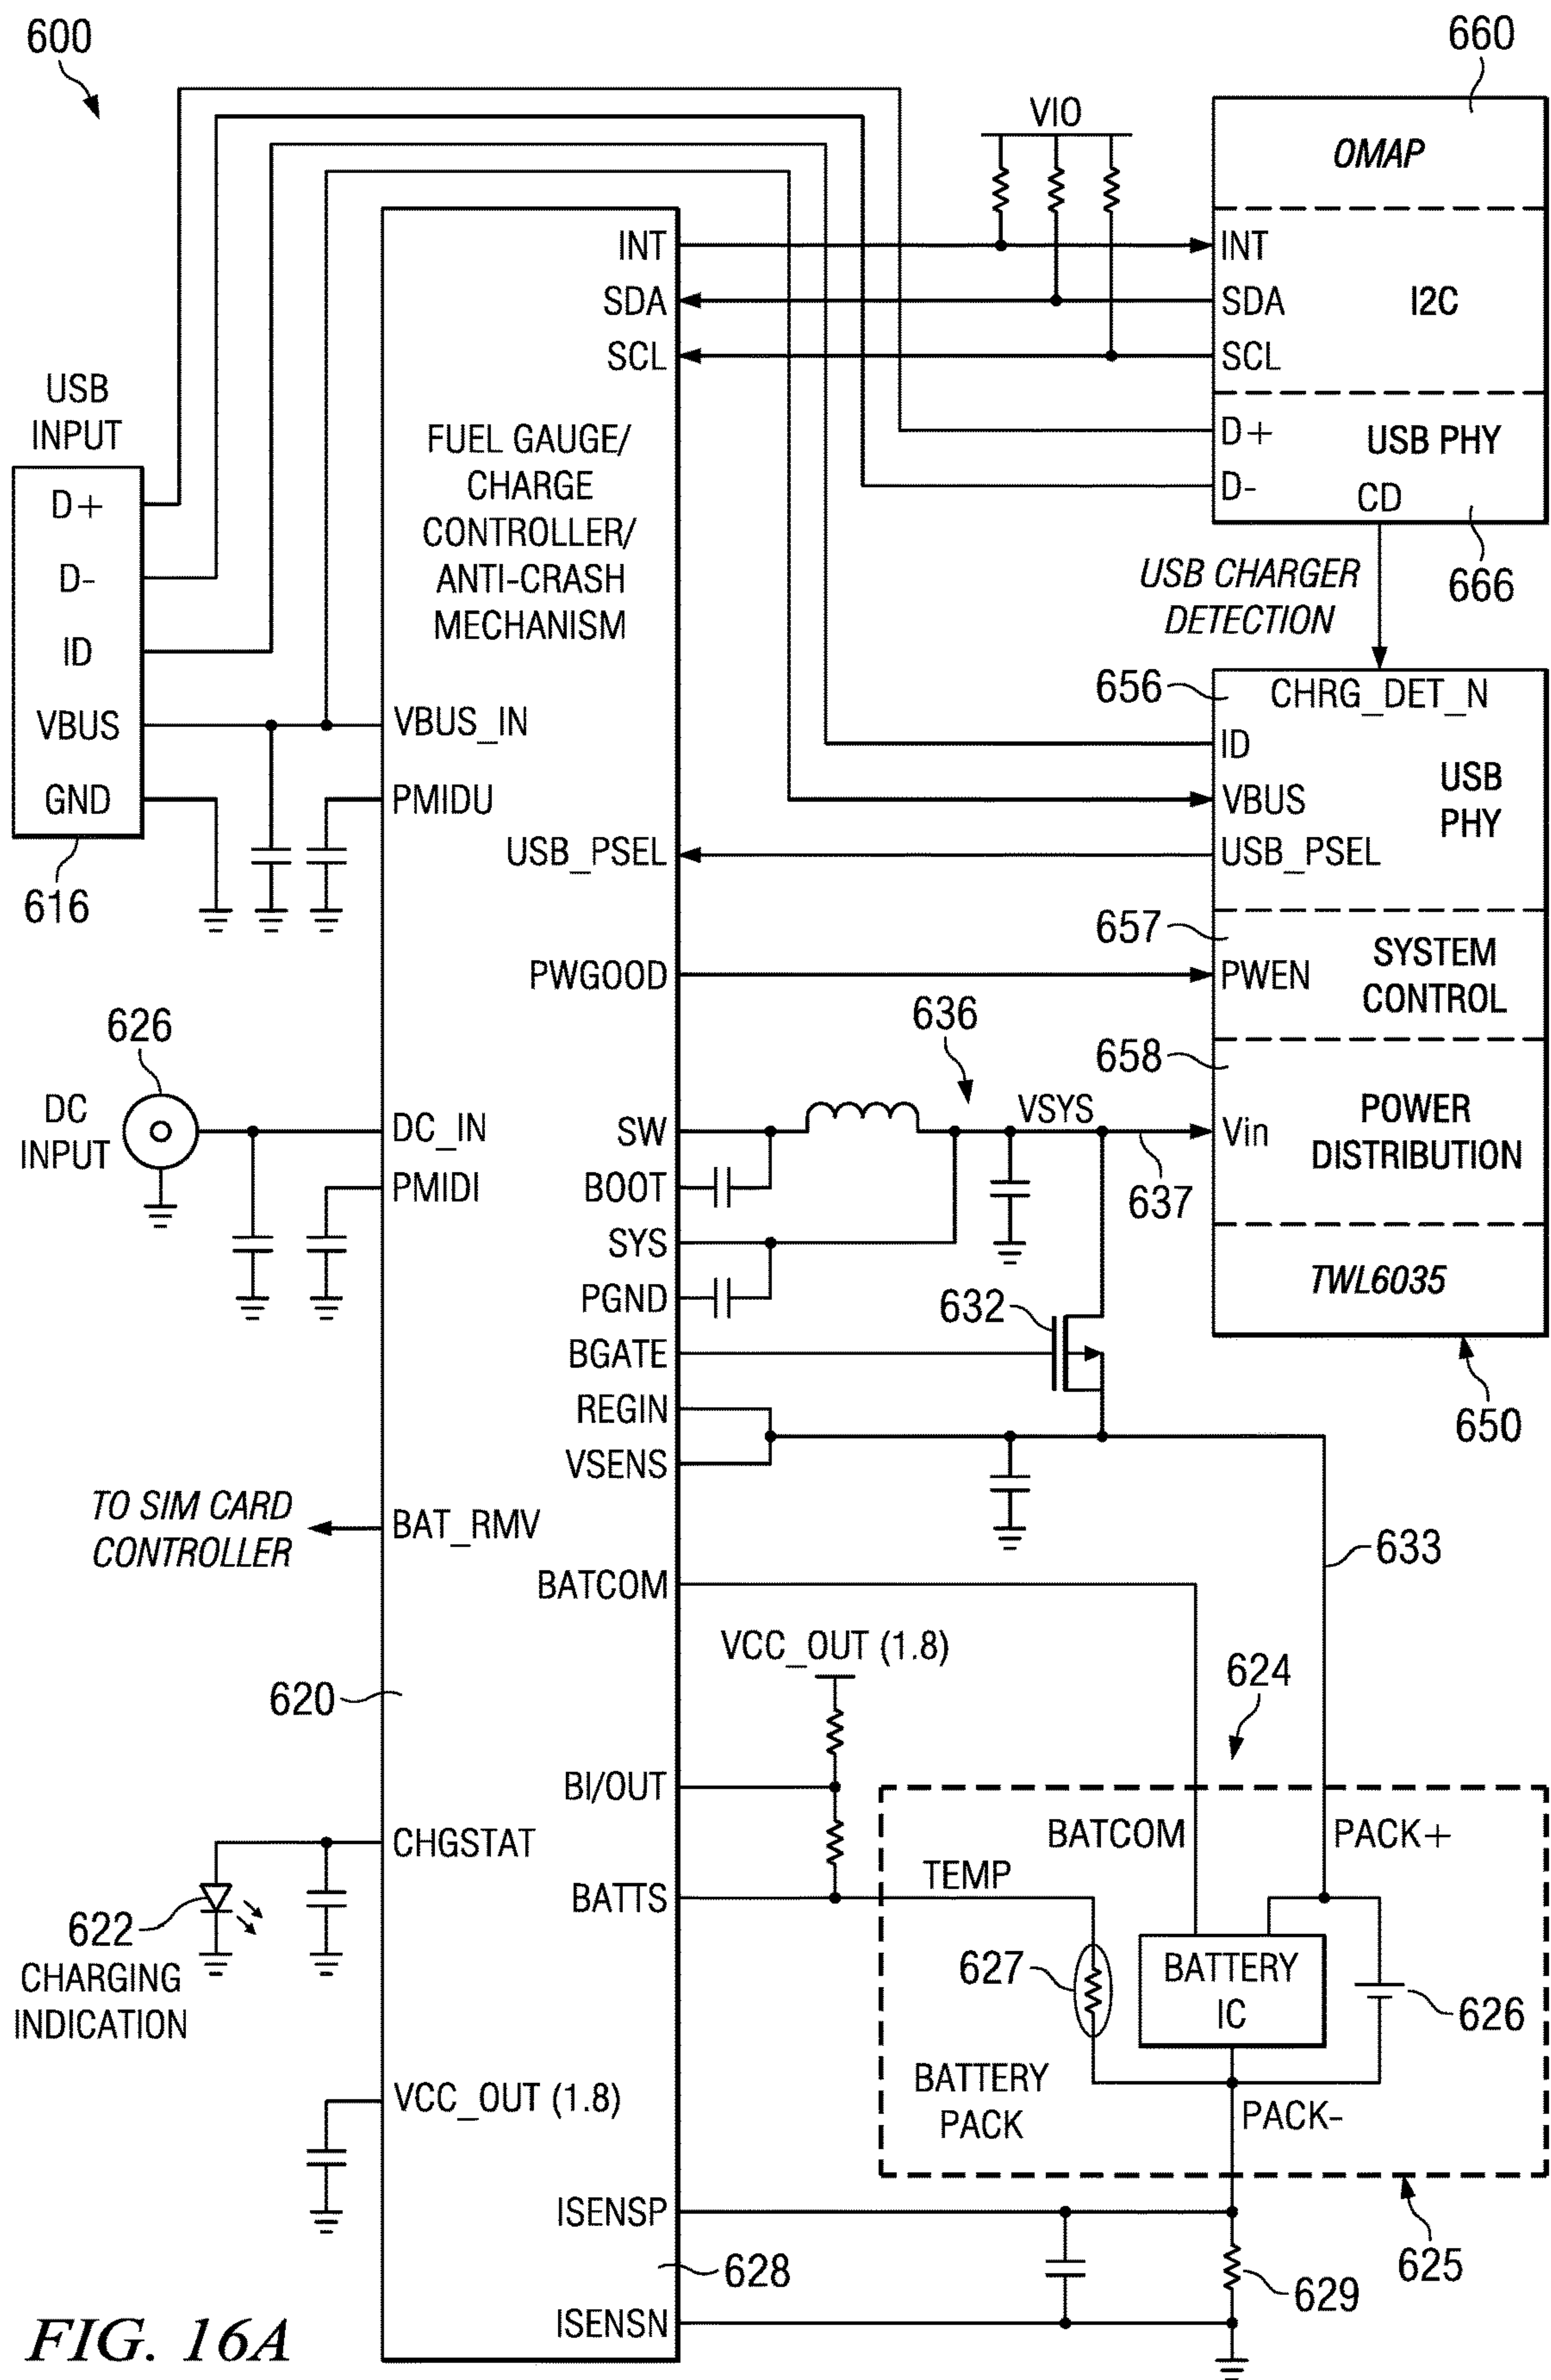 600
660
VIO
OMAP
INT
INT
SDA
SDA
I2C
SCL
SCL
USB
INPUT
FUEL GAUGE/
CHARGE
CONTROLLER/
ANTI-CRASH
MECHANISM
D+
USB PHY
D-
CD
D+
D-
ID
VBUS
GND
616
USB CHARGER
DETECTION
666
656
CHRG_DET_N
ID
USB
PHY
VBUS
USB_PSEL
VBUS_IN
PMIDU
USB_PSEL
657
PWGOOD
PWEN
SYSTEM
CONTROL
626
636
658
DC
INPUT
DC_IN
SW
VSYS
Vin
POWER
DISTRIBUTION
PMIDI
BOOT
637
SYS
PGND
632
TWL6035
BGATE
REGIN
650
VSENS
TO SIM CARD
CONTROLLER
BAT_RMV
633
BATCOM
VCC_OUT (1.8)
620
624
BI/OUT
CHGSTAT
BATCOM
PACK+
BATTS
TEMP
622
CHARGING
INDICATION
627
BATTERY
IC
626
BATTERY
PACK
VCC_OUT (1.8)
PACK-
ISENSP
628
625
629
ISENSN
FIG. 16A